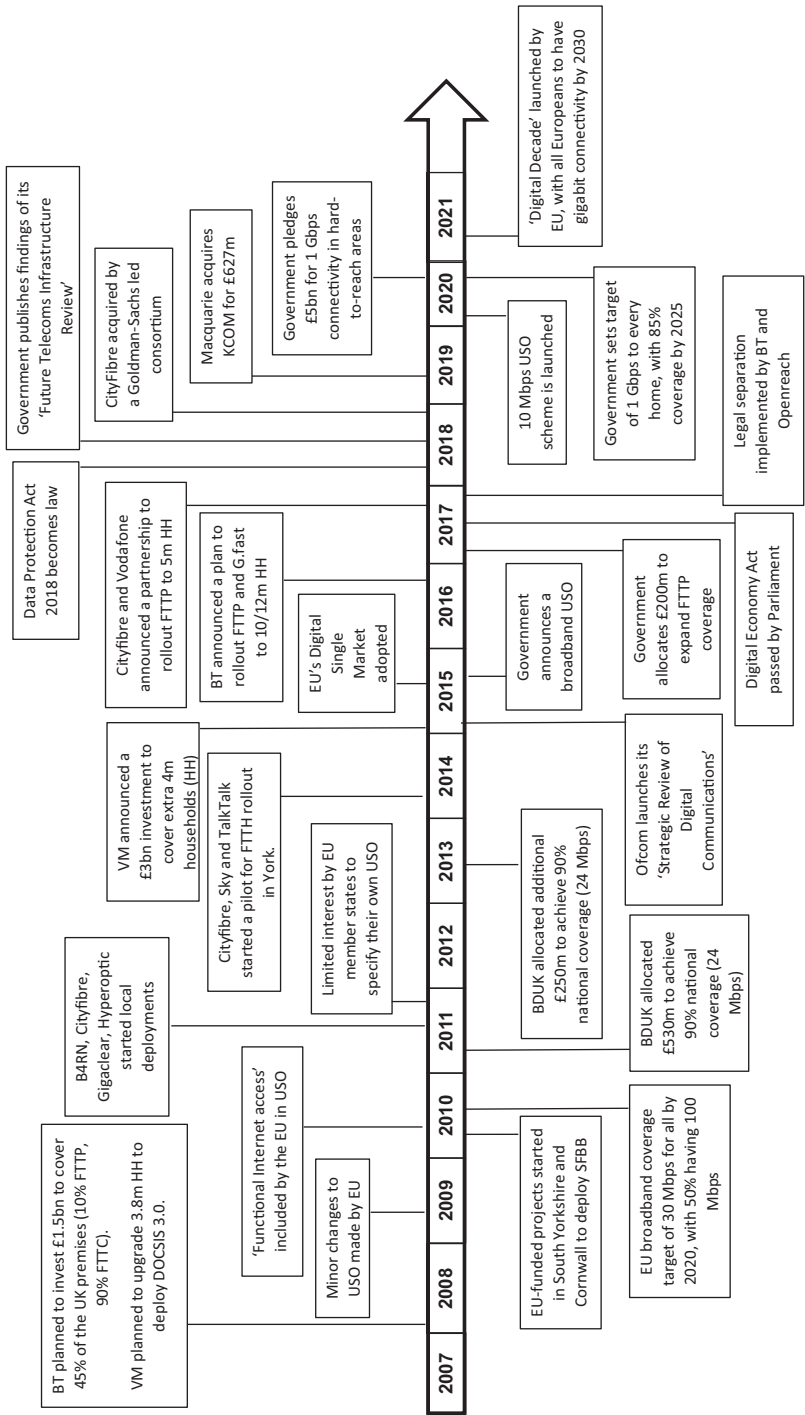 BT planned to invest £1.5bn to cover
45% of the UK premises (10% FTTP,
90% FTTC).
VM planned to upgrade 3.8m HH to
deploy DOCSIS 3.0.
'Functional Internet access'
included by the EU in USO
Minor changes to
USO made by EU
B4RN, Cityfibre,
Gigaclear, Hyperoptic
started local
deployments
Limited interest by EU
member states to
specify their own USO
Cityfibre, Sky and TalkTalk
started a pilot for FTTH rollout
in York.
VM announced a
£3bn investment to
cover extra 4m
households (HH)
EU's Digital
Single
Market
adopted
BT announced a plan to
rollout FTTP and G.fast
to 10/12m HH
Cityfibre and Vodafone
announced a partnership to
rollout FTTP to 5m HH
Data Protection Act
2018 becomes law
Government publishes findings of its
'Future Telecoms Infrastructure
Review'
CityFibre acquired by
a Goldman-Sachs led
consortium
Macquarie acquires
KCOM for £627m
Government pledges
£5bn for 1 Gbps
connectivity in hard-
to-reach areas
2007
2008
2009
2010
2011
2012
2013
2014
2015
2016
2017
2018
2019
2020
2021
EU-funded projects started
in South Yorkshire and
Cornwall to deploy SFBB
EU broadband coverage
target of 30 Mbps for all by
2020, with 50% having 100
Mbps
BDUK allocated
£530m to achieve
90% national
coverage (24
Mbps)
BDUK allocated additional
£250m to achieve 90%
national coverage (24 Mbps)
Ofcom launches its
'Strategic Review of
Digital
Communications'
Government
announces a
broadband USO
Government
allocates £200m to
expand FTTP
coverage
Digital Economy Act
passed by Parliament
Legal separation
implemented by BT and
Openreach
10 Mbps USO
scheme is launched
Government sets target
of 1 Gbps to every
home, with 85%
coverage by 2025
'Digital Decade' launched by
EU, with all Europeans to have
gigabit connectivity by 2030